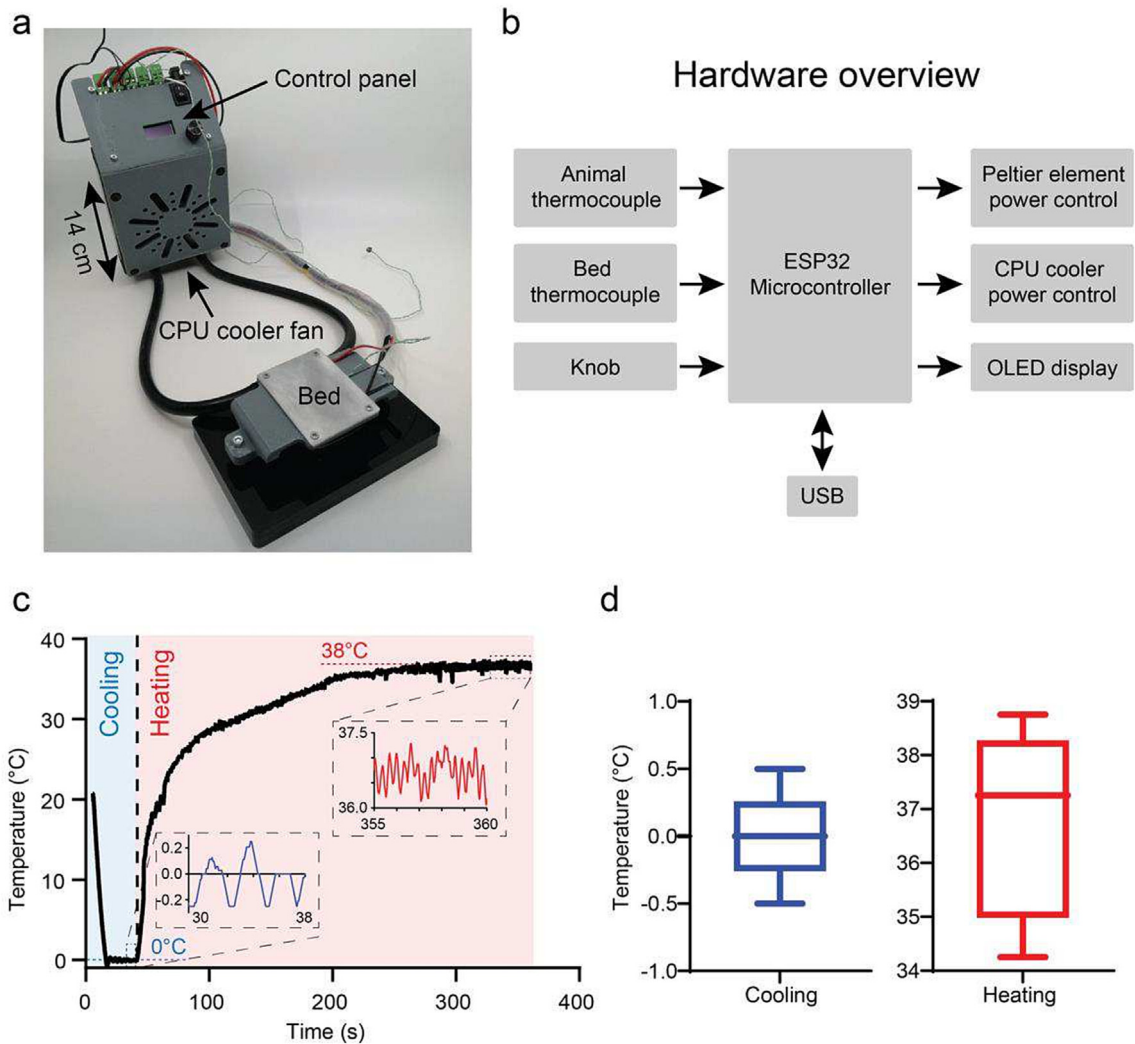 a
Control panel
14 cm
CPU cooler fan
Bed
b
Hardware overview
Animal
thermocouple
Bed
thermocouple
Knob
ESP32
Microcontroller
Peltier element
power control
CPU cooler
power control
OLED display
USB
c
Temperature (°C)
40
30
20
10
0
Cooling
Heating
38°C
37.5
36.0
355
360
0.2
0.0
-0.2
30
38
0°C
0
100
200
300
400
Time (s)
d
Temperature (°C)
1.0
0.5
0.0
-0.5
-1.0
Cooling
39
38
37
36
35
34
Heating